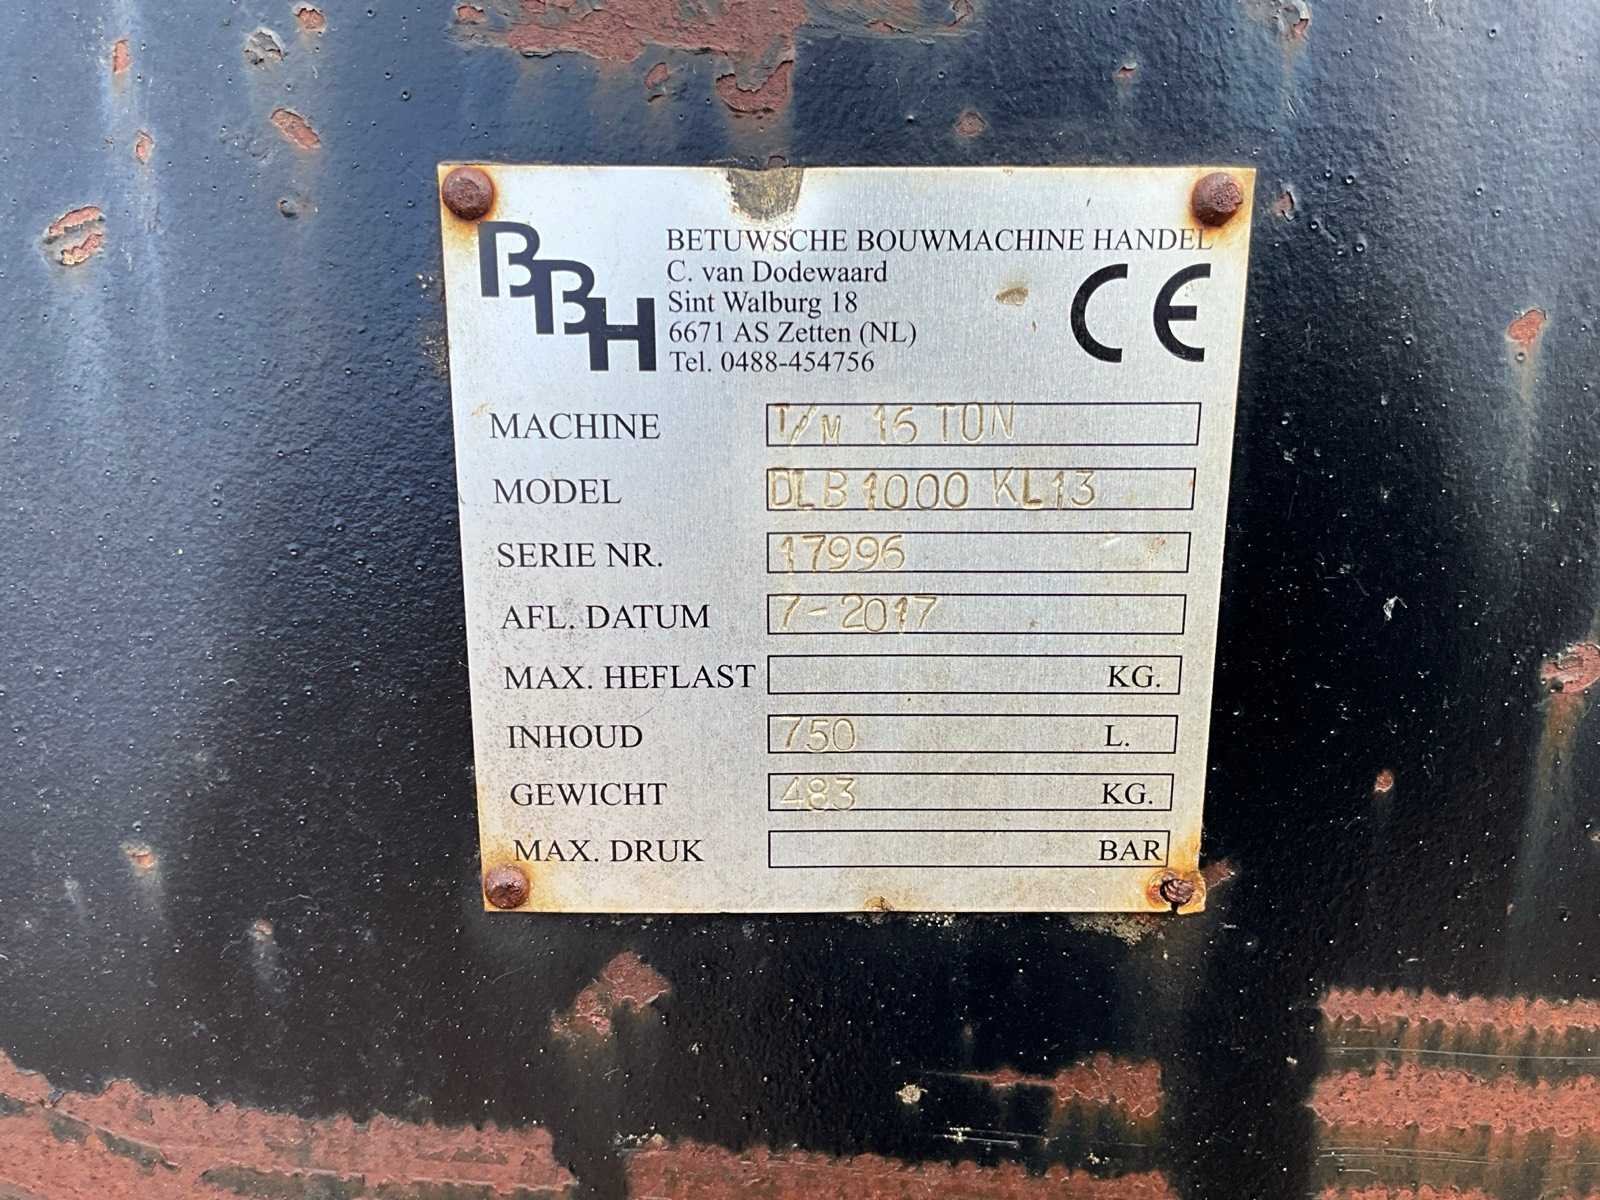 BBH
BETUWSCHE BOUWMACHINE HANDEL
C. van Dodewaard
Sint Walburg 18
6671 AS Zetten (NL)
Tel. 0488-454756
CE
MACHINE T/M 16 TON
MODEL DLB1000 KL13
SERIE NR. 17996
AFL. DATUM 7-2017
MAX. HEFLAST KG.
INHOUD 750 L.
GEWICHT 483 KG.
MAX. DRUK BAR